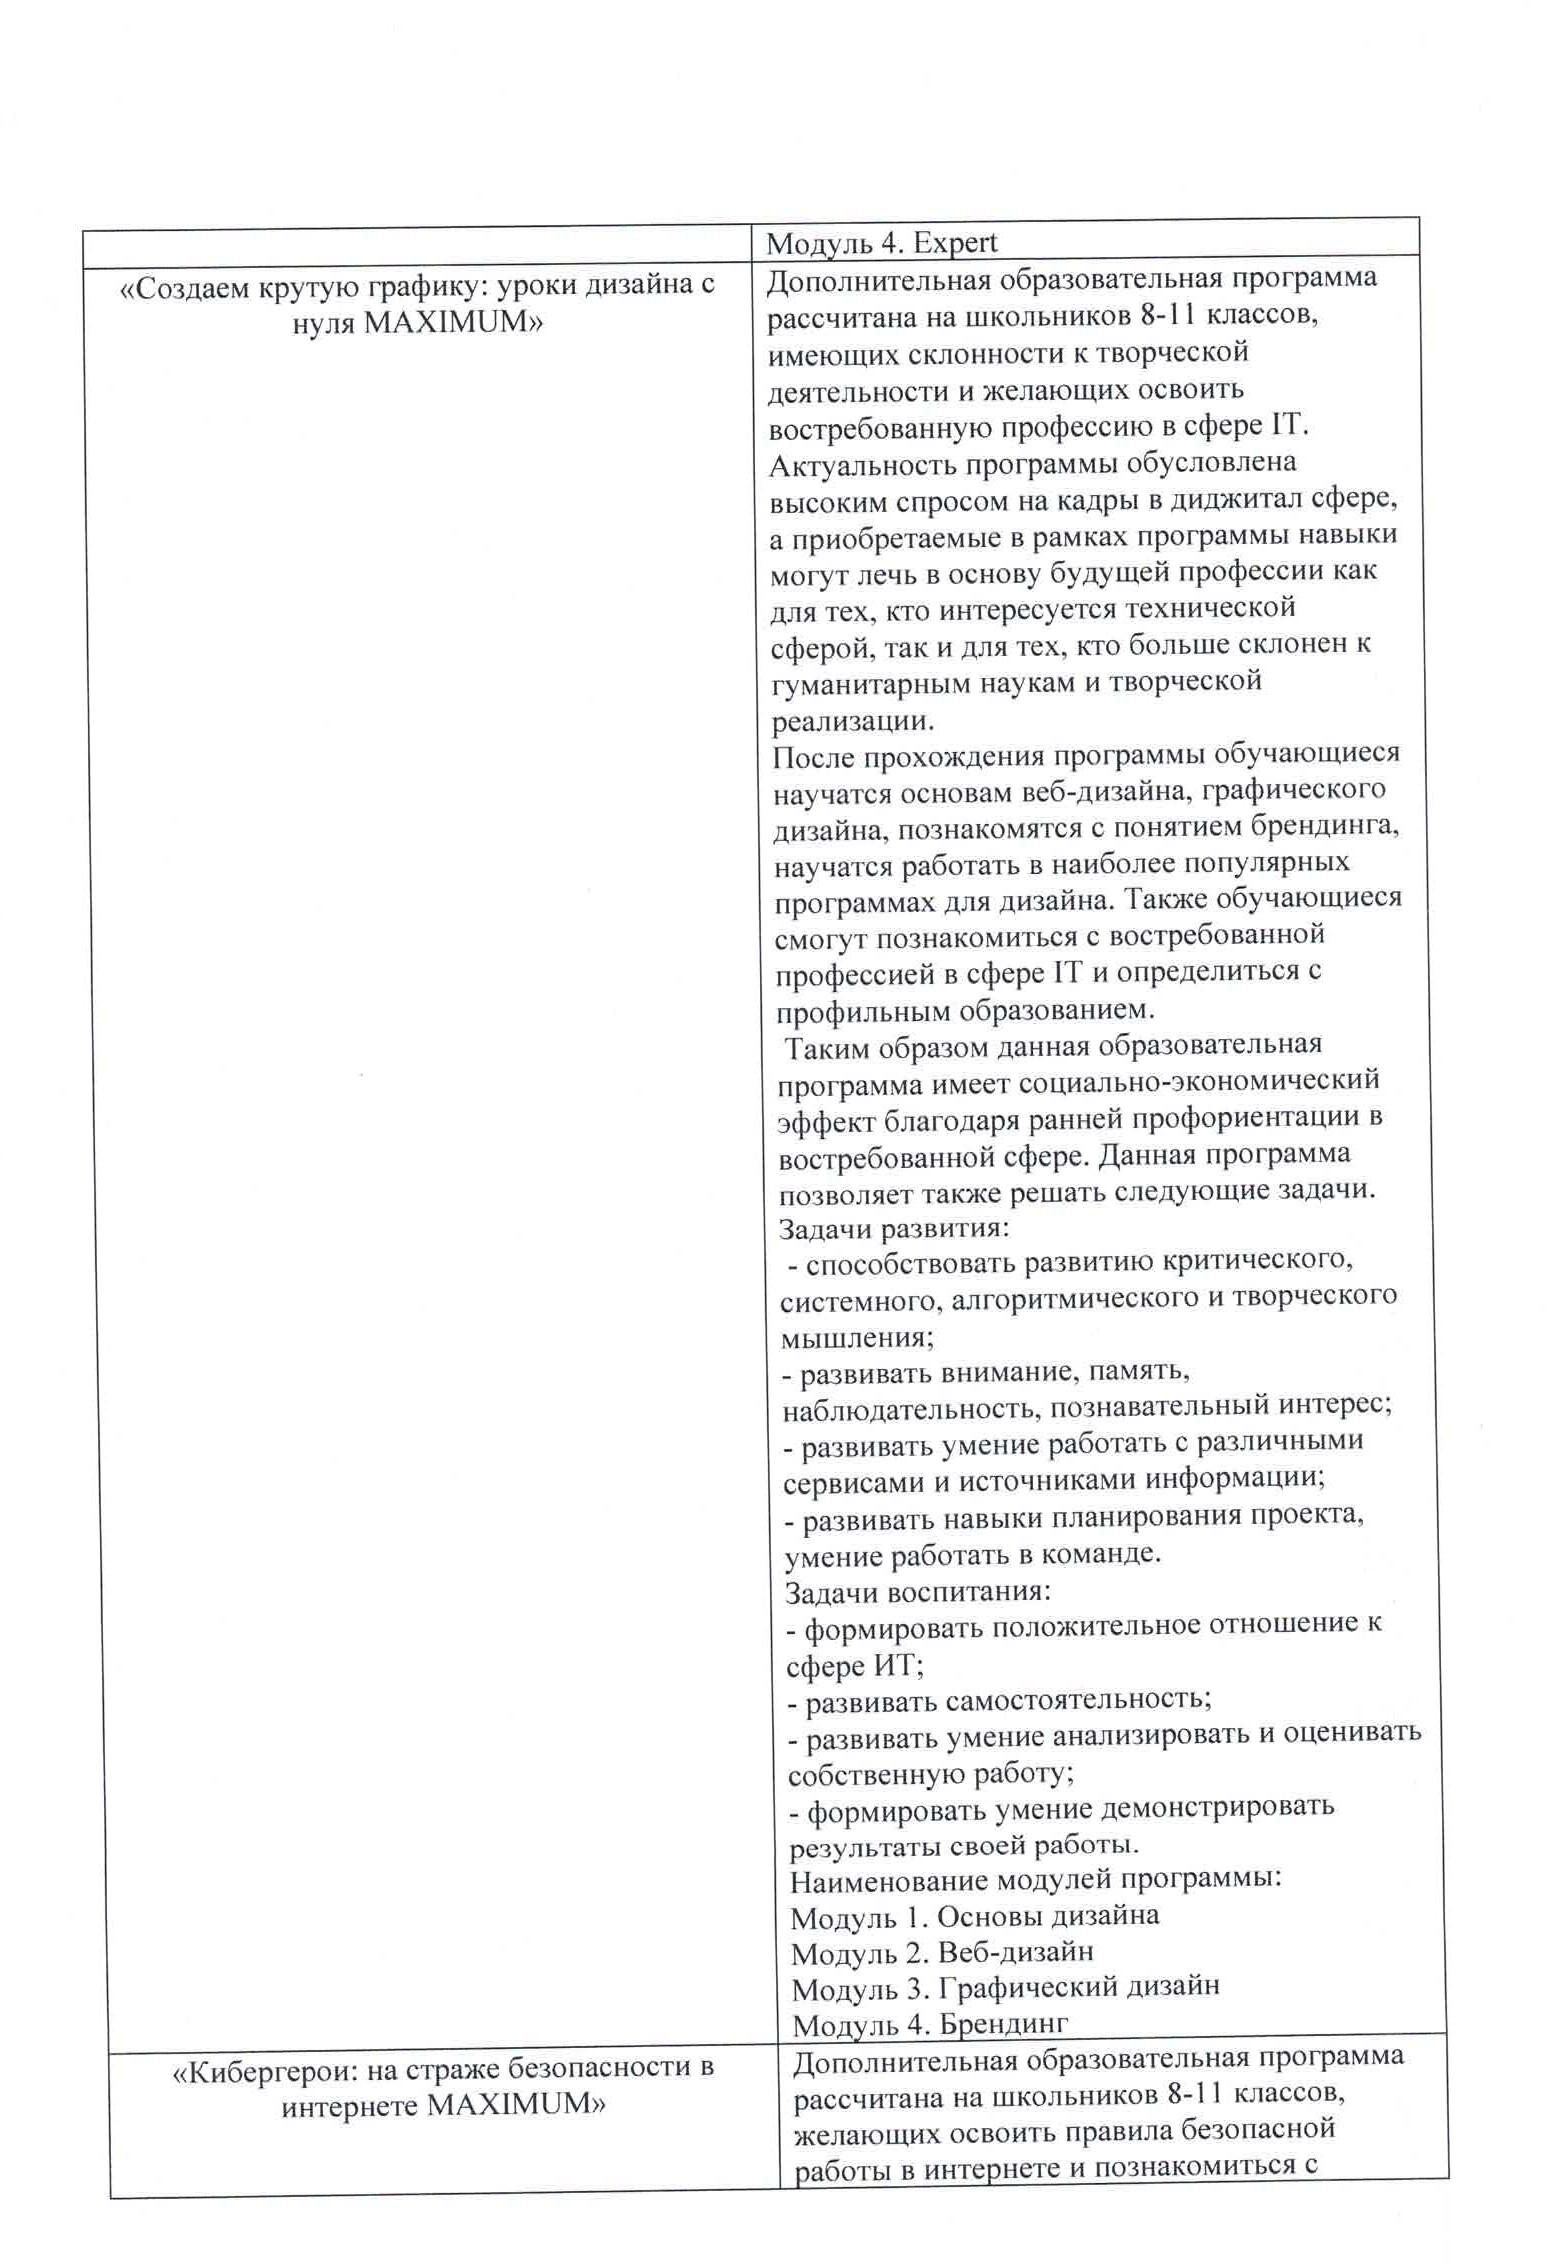 Модуль 4. Expert
«Создаем крутую графику: уроки дизайна с
нуля MAXIMUM»
Дополнительная образовательная программа
рассчитана на школьников 8-11 классов,
имеющих склонности к творческой
деятельности и желающих освоить
востребованную профессию в сфере IT.
Актуальность программы обусловлена
высоким спросом на кадры в диджитал сфере,
а приобретаемые в рамках программы навыки
могут лечь в основу будущей профессии как
для тех, кто интересуется технической
сферой, так и для тех, кто больше склонен к
гуманитарным наукам и творческой
реализации.
После прохождения программы обучающиеся
научатся основам веб-дизайна, графического
дизайна, познакомятся с понятием брендинга,
научатся работать в наиболее популярных
программах для дизайна. Также обучающиеся
смогут познакомиться с востребованной
профессией в сфере IT и определиться с
профильным образованием.
Таким образом данная образовательная
программа имеет социально-экономический
эффект благодаря ранней профориентации в
востребованной сфере. Данная программа
позволяет также решать следующие задачи.
Задачи развития:
- способствовать развитию критического,
системного, алгоритмического и творческого
мышления;
- развивать внимание, память,
наблюдательность, познавательный интерес;
- развивать умение работать с различными
сервисами и источниками информации;
- развивать навыки планирования проекта,
умение работать в команде.
Задачи воспитания:
- формировать положительное отношение к
сфере ИТ;
- развивать самостоятельность;
- развивать умение анализировать и оценивать
собственную работу;
- формировать умение демонстрировать
результаты своей работы.
Наименование модулей программы:
Модуль 1. Основы дизайна
Модуль 2. Веб-дизайн
Модуль 3. Графический дизайн
Модуль 4. Брендинг
«Кибергерои: на страже безопасности в
интернете MAXIMUM»
Дополнительная образовательная программа
рассчитана на школьников 8-11 классов,
желающих освоить правила безопасной
работы в интернете и познакомиться с